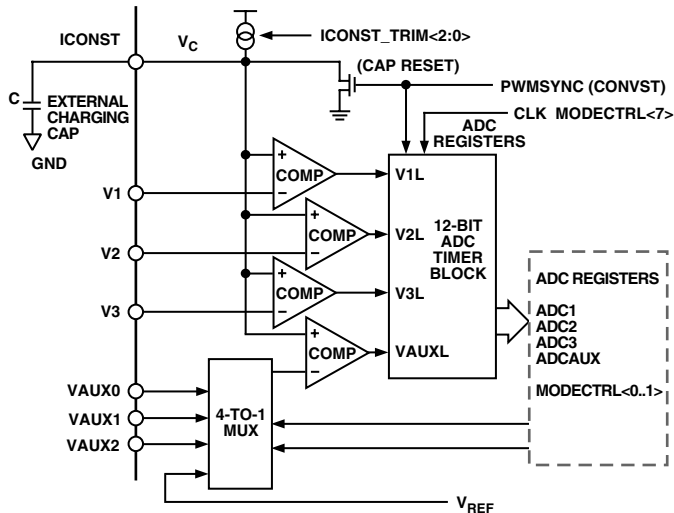 ICONST
VC
ICONST_TRIM<2:0>
(CAP RESET)
PWMSYNC (CONVST)
C
EXTERNAL
CHARGING
CAP
GND
CLK MODECTRL<7>
ADC
REGISTERS
+
COMP
–
V1L
V1
+
COMP
–
V2L
V2
12-BIT
ADC
TIMER
BLOCK
+
COMP
–
V3L
V3
+
COMP
–
VAUXL
ADC REGISTERS
ADC1
ADC2
ADC3
ADCAUX
MODECTRL<0..1>
VAUX0
VAUX1
VAUX2
4-TO-1
MUX
VREF